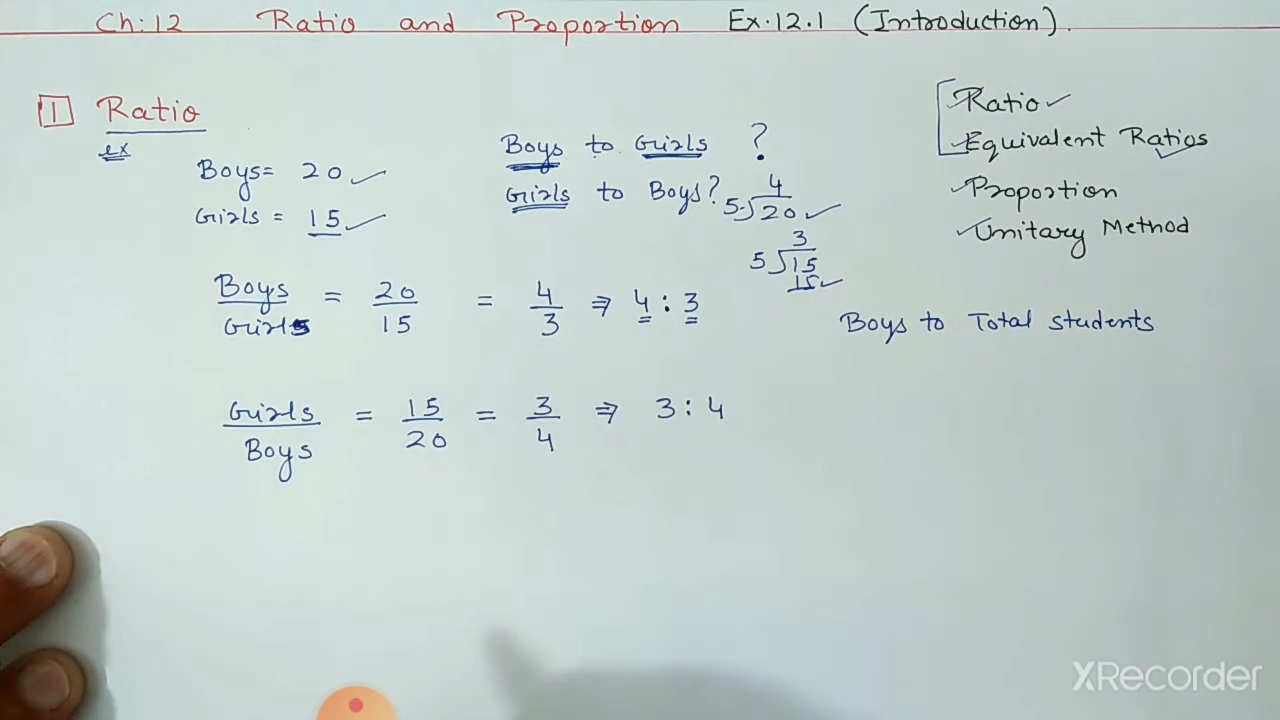 Ch:12 Ratio and Proportion Ex.12.1 (Introduction).
1 Ratio
ex
Boys= 20
Girls = 15
Boys to Girls ?
Girls to Boys?
4
5)20
3
5)15
15
Ratio
Equivalent Ratios
Proportion
Unitary Method
Boys/Girls = 20/15 = 4/3 ⇒ 4:3
Boys to Total students
Girls/Boys = 15/20 = 3/4 ⇒ 3:4
XRecorder